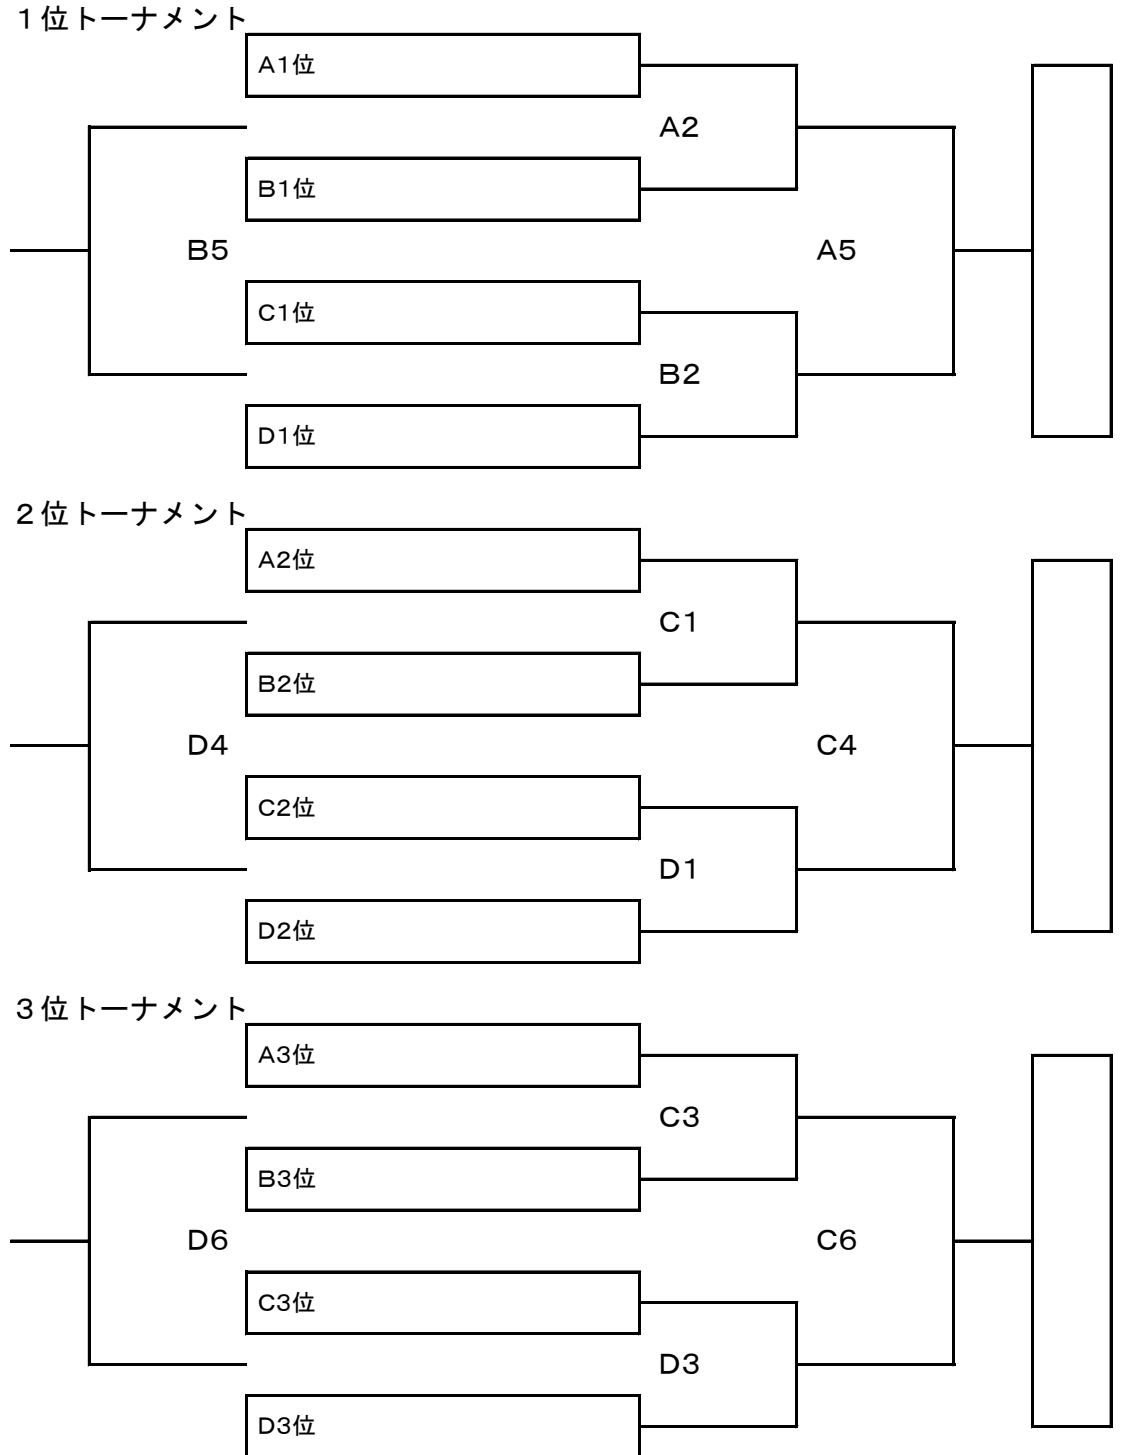 １位トーナメント
A1位
A2
B1位
B5
A5
C1位
B2
D1位
２位トーナメント
A2位
C1
B2位
D4
C4
C2位
D1
D2位
３位トーナメント
A3位
C3
B3位
D6
C6
C3位
D3
D3位